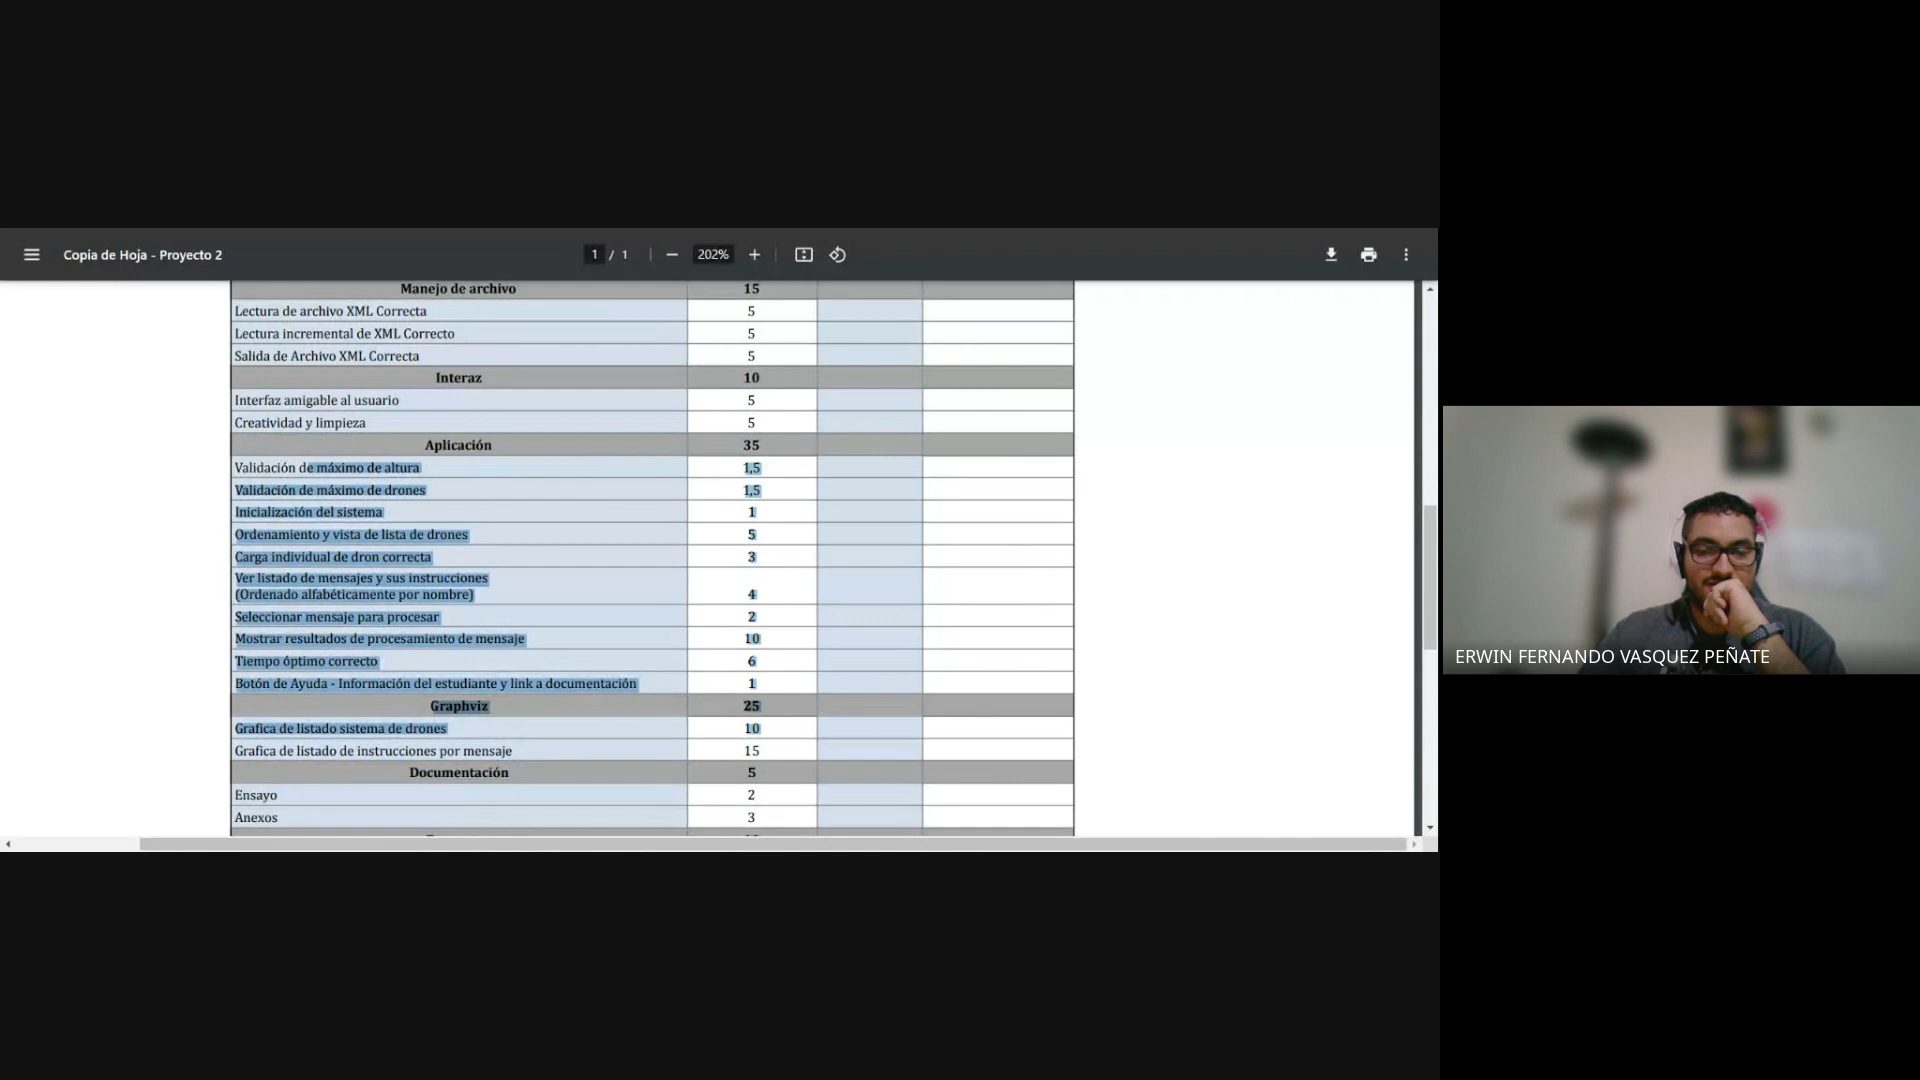 Copia de Hoja - Proyecto 2
1 / 1
202%
Manejo de archivo 15
Lectura de archivo XML Correcta 5
Lectura incremental de XML Correcto 5
Salida de Archivo XML Correcta 5
Interaz 10
Interfaz amigable al usuario 5
Creatividad y limpieza 5
Aplicación 35
Validación de máximo de altura 1,5
Validación de máximo de drones 1,5
Inicialización del sistema 1
Ordenamiento y vista de lista de drones 5
Carga individual de dron correcta 3
Ver listado de mensajes y sus instrucciones
(Ordenado alfabéticamente por nombre) 4
Seleccionar mensaje para procesar 2
Mostrar resultados de procesamiento de mensaje 10
Tiempo óptimo correcto 6
Botón de Ayuda - Información del estudiante y link a documentación 1
Graphviz 25
Grafica de listado sistema de drones 10
Grafica de listado de instrucciones por mensaje 15
Documentación 5
Ensayo 2
Anexos 3
ERWIN FERNANDO VASQUEZ PEÑATE